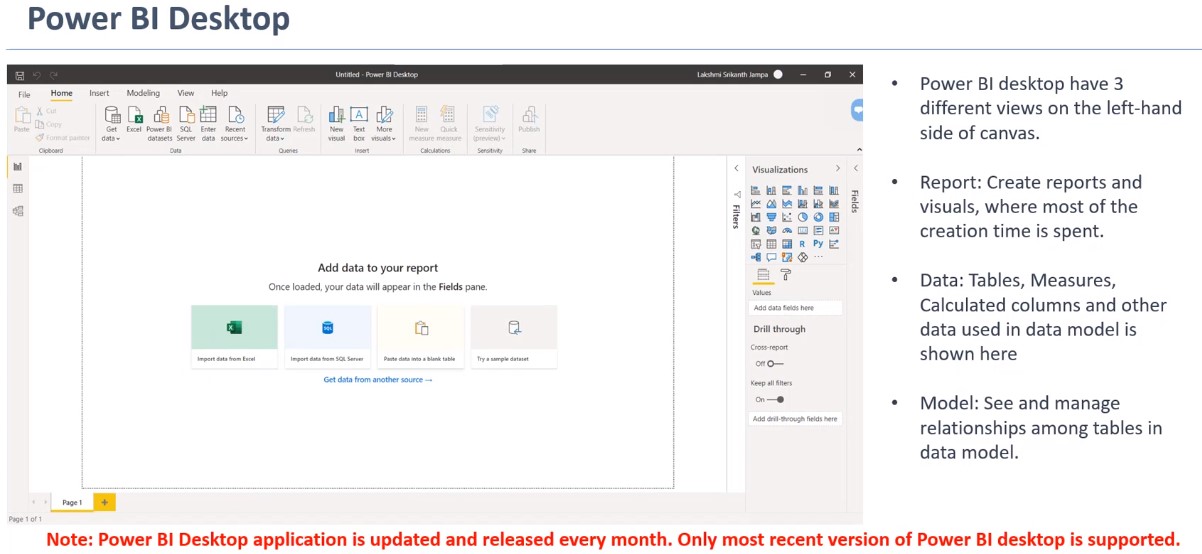 Power BI Desktop
Untitled - Power BI Desktop
Lakshmi Srikanth Jampa
File Home Insert Modeling View Help
Paste
Cut
Copy
Format painter
Clipboard
Get data
Excel
Power BI datasets
SQL Server
Enter data
Recent sources
Data
Transform data
Refresh
Queries
New visual
Text box
More visuals
Insert
New measure
Quick measure
Calculations
Sensitivity (preview)
Sensitivity
Publish
Share
Filters
Visualizations
Fields
R Py
Values
Add data fields here
Drill through
Cross-report
Off
Keep all filters
On
Add drill-through fields here
Add data to your report
Once loaded, your data will appear in the Fields pane.
Import data from Excel
Import data from SQL Server
Paste data into a blank table
Try a sample dataset
Get data from another source →
Page 1 +
Page 1 of 1
• Power BI desktop have 3
different views on the left-hand
side of canvas.
• Report: Create reports and
visuals, where most of the
creation time is spent.
• Data: Tables, Measures,
Calculated columns and other
data used in data model is
shown here
• Model: See and manage
relationships among tables in
data model.
Note: Power BI Desktop application is updated and released every month. Only most recent version of Power BI desktop is supported.